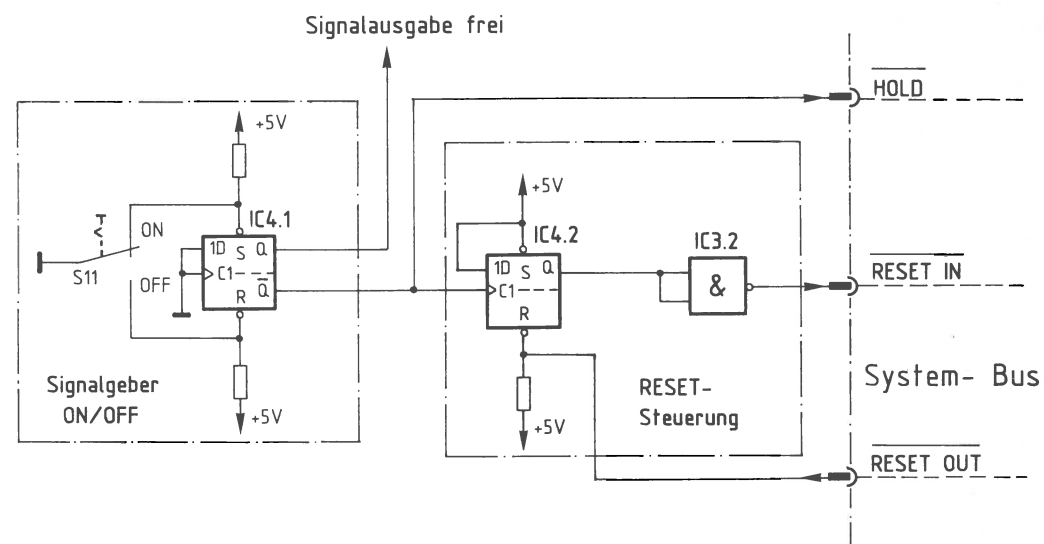 Signalausgabe frei
HOLD
+5V
+5V
ON
IC4.1
IC4.2
IC3.2
1D S Q
S11
OFF
C1
R Q
1D S Q
C1
R
&
RESET IN
Signalgeber
ON/OFF
+5V
+5V
RESET-
Steuerung
System- Bus
RESET OUT